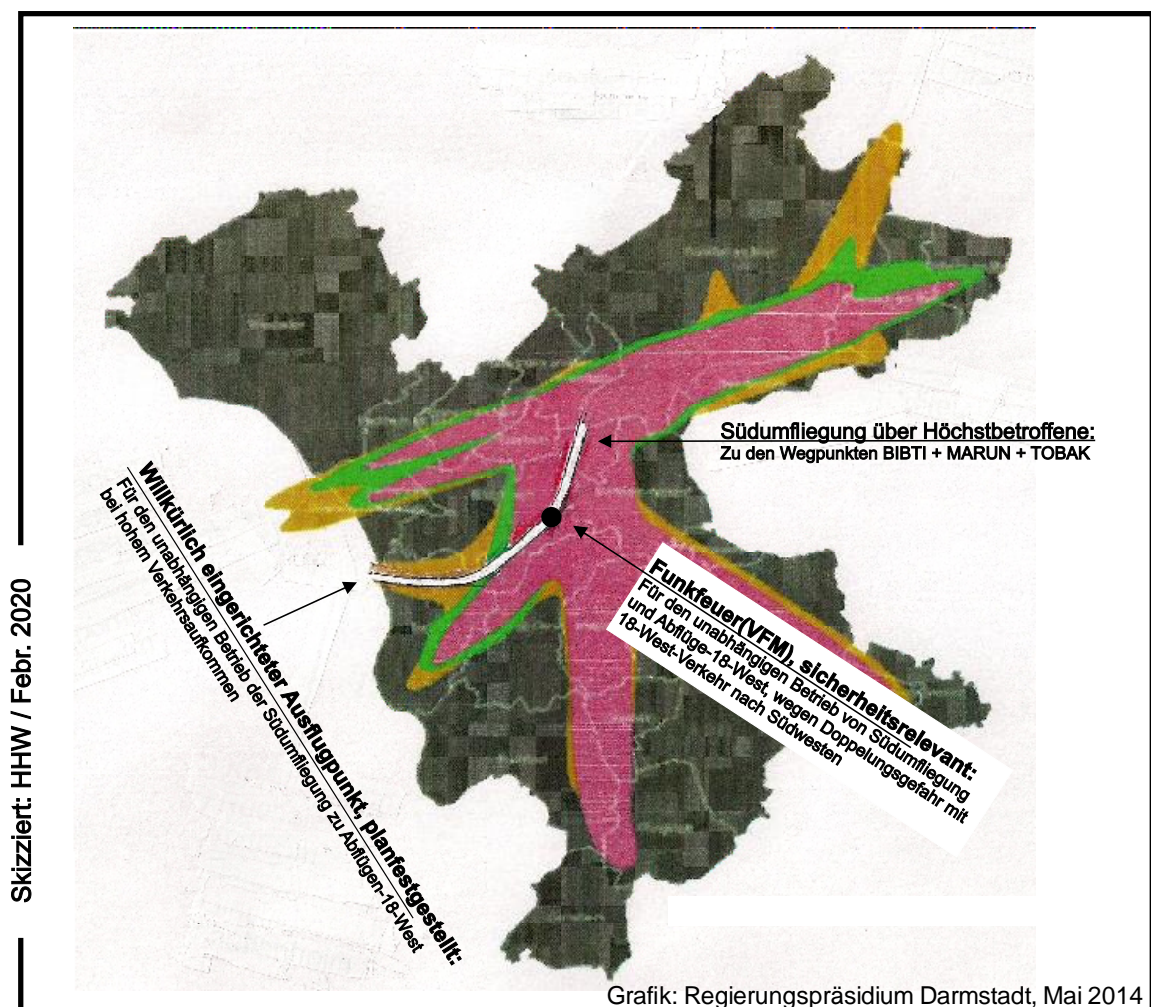 Südumfliegung über Höchstbetroffene:
Zu den Wegpunkten BIBTI + MARUN + TOBAK
Willkürlich eingerichteter Ausflugpunkt, planfestgestellt:
Für den unabhängigen Betrieb der Südumfliegung zu Abflügen-18-West
bei hohem Verkehrsaufkommen
Funkfeuer(VFM), sicherheitsrelevant:
Für den unabhängigen Betrieb von Südumfliegung
und Abflüge-18-West, wegen Doppelungsgefahr mit
18-West-Verkehr nach Südwesten
Skizziert: HHW / Febr. 2020
Grafik: Regierungspräsidium Darmstadt, Mai 2014